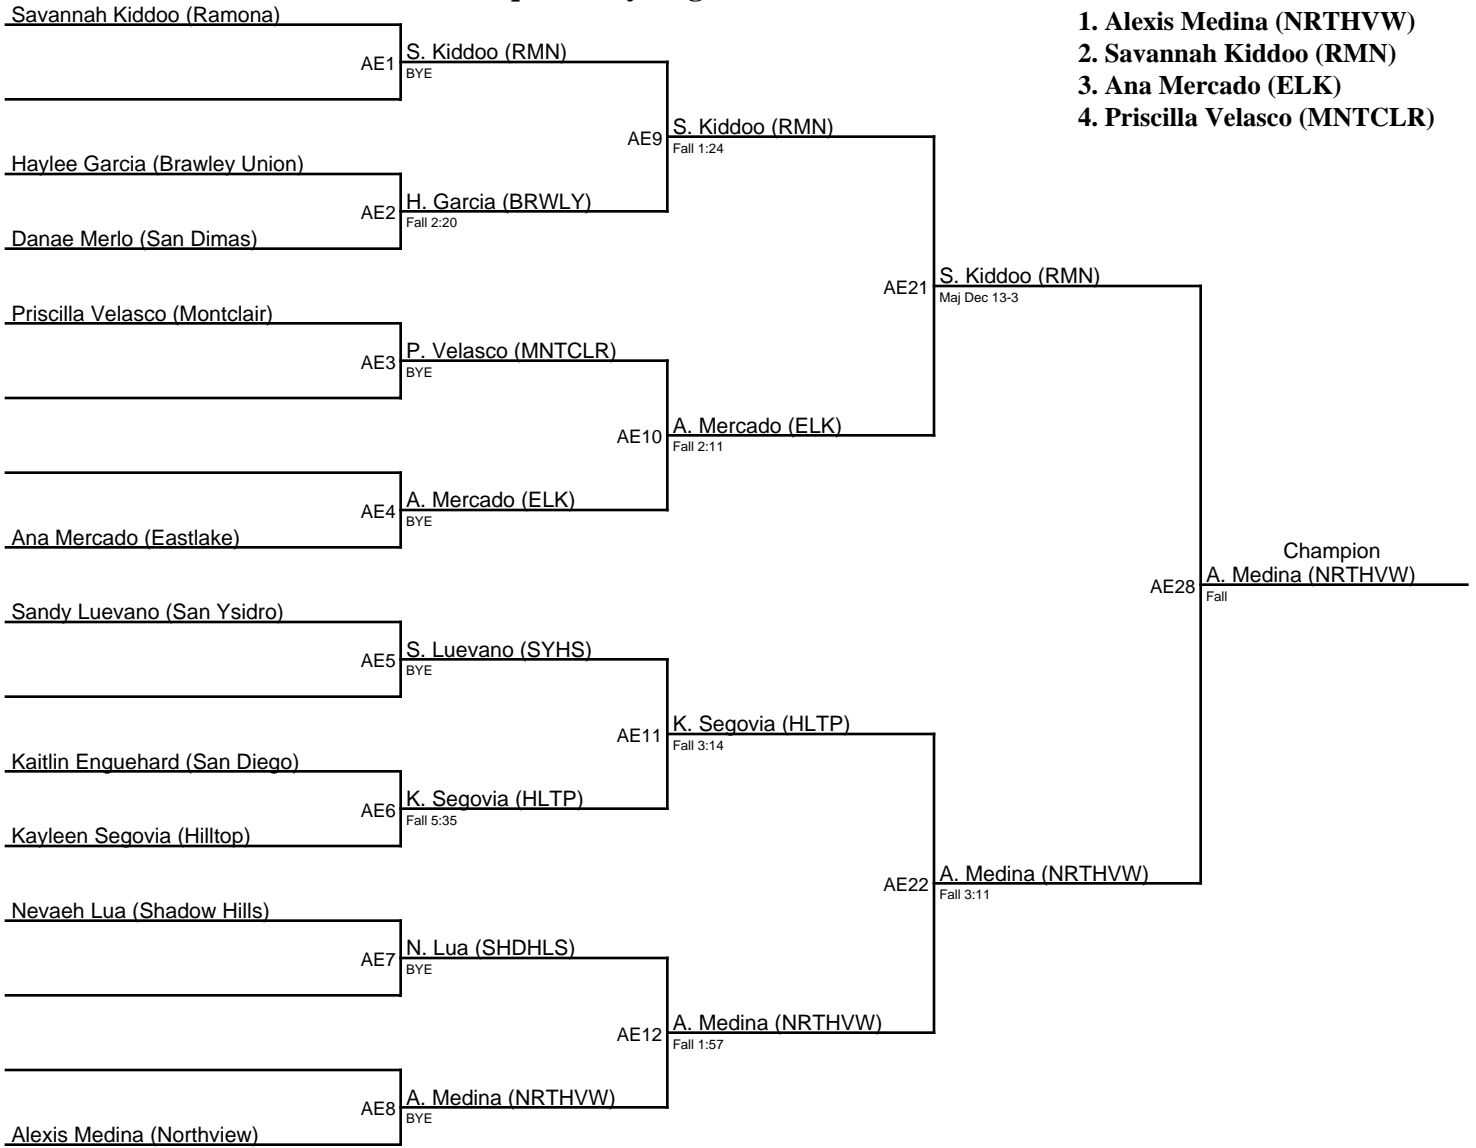 Savannah Kiddoo (Ramona)
AE1
S. Kiddoo (RMN)
BYE
AE9
S. Kiddoo (RMN)
Fall 1:24
Haylee Garcia (Brawley Union)
AE2
H. Garcia (BRWLY)
Fall 2:20
Danae Merlo (San Dimas)
AE21
S. Kiddoo (RMN)
Maj Dec 13-3
Priscilla Velasco (Montclair)
AE3
P. Velasco (MNTCLR)
BYE
AE10
A. Mercado (ELK)
Fall 2:11
AE4
A. Mercado (ELK)
BYE
Ana Mercado (Eastlake)
Champion
AE28
A. Medina (NRTHVW)
Fall
Sandy Luevano (San Ysidro)
AE5
S. Luevano (SYHS)
BYE
AE11
K. Segovia (HLTP)
Fall 3:14
Kaitlin Enguehard (San Diego)
AE6
K. Segovia (HLTP)
Fall 5:35
Kayleen Segovia (Hilltop)
AE22
A. Medina (NRTHVW)
Fall 3:11
Nevaeh Lua (Shadow Hills)
AE7
N. Lua (SHDHLS)
BYE
AE12
A. Medina (NRTHVW)
Fall 1:57
AE8
A. Medina (NRTHVW)
BYE
Alexis Medina (Northview)
1. Alexis Medina (NRTHVW)
2. Savannah Kiddoo (RMN)
3. Ana Mercado (ELK)
4. Priscilla Velasco (MNTCLR)